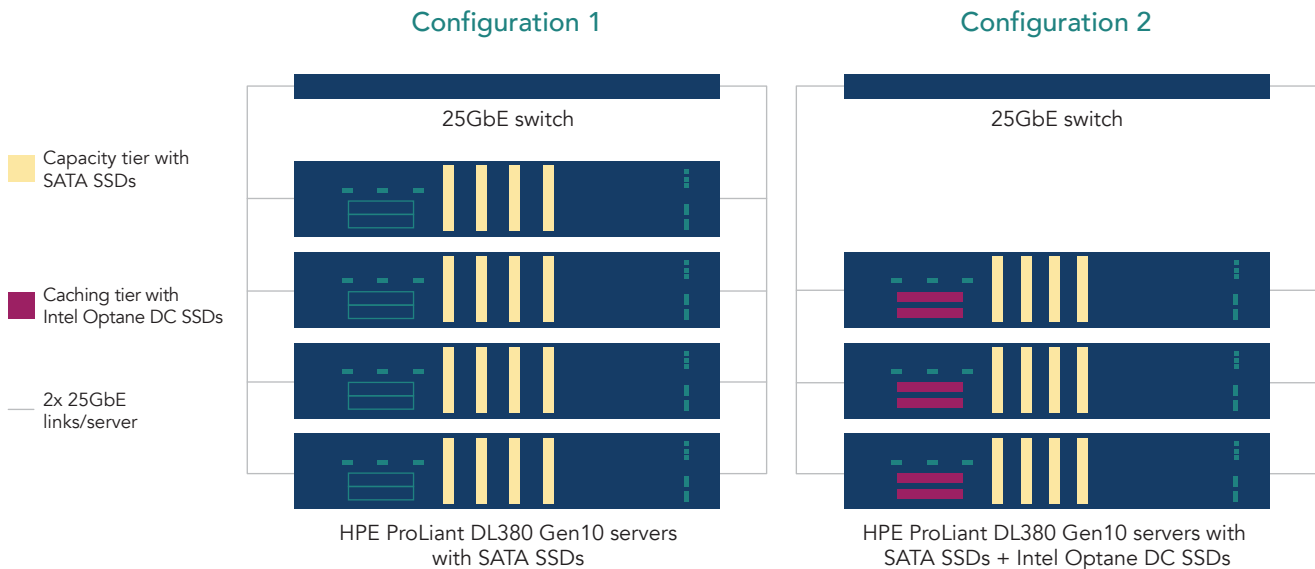 Configuration 1
Configuration 2
25GbE switch
25GbE switch
Capacity tier with
SATA SSDs
Caching tier with
Intel Optane DC SSDs
2x 25GbE
links/server
HPE ProLiant DL380 Gen10 servers
with SATA SSDs
HPE ProLiant DL380 Gen10 servers with
SATA SSDs + Intel Optane DC SSDs